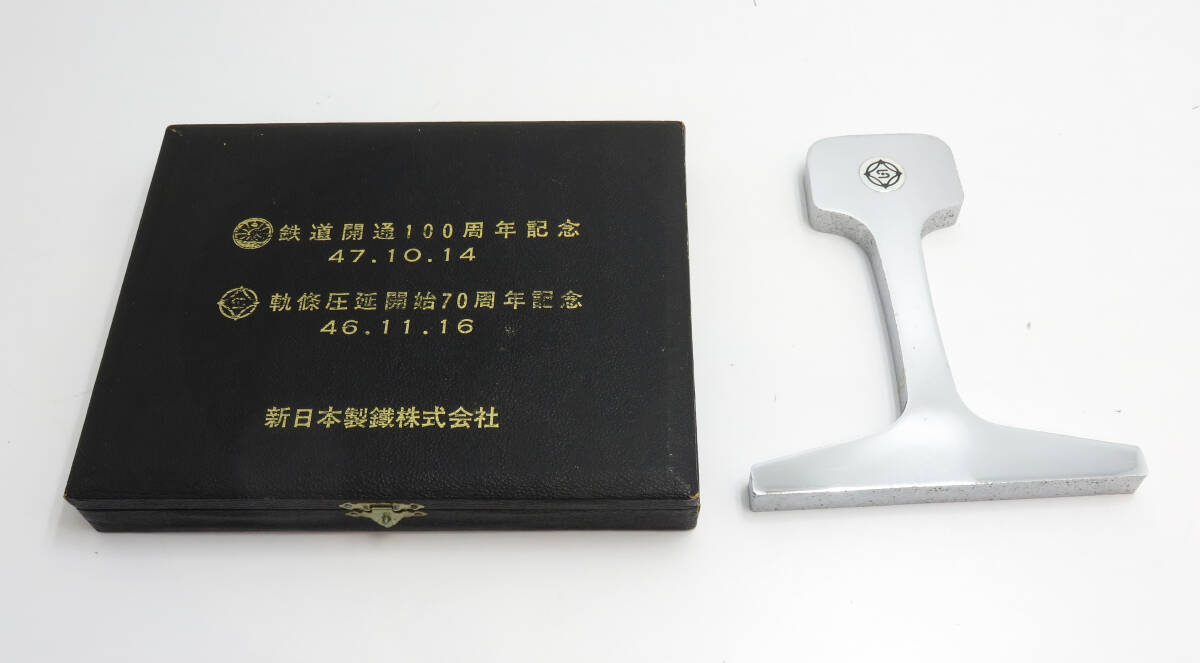 鉄道開通100周年記念
47.10.14
軌條圧延開始70周年記念
46.11.16
新日本製鐵株式会社